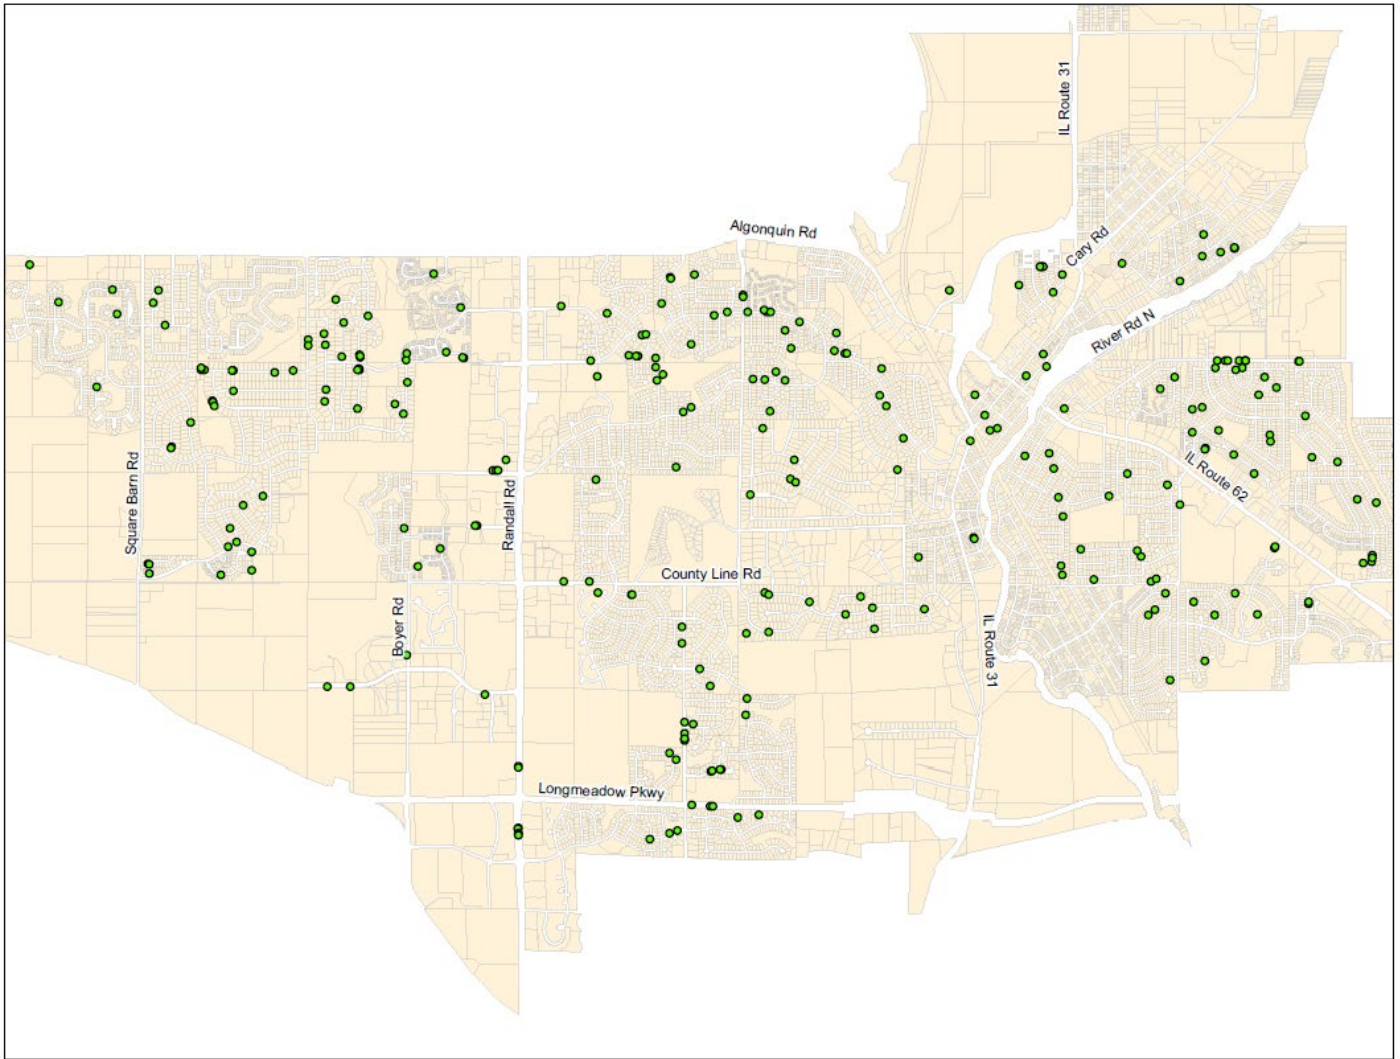 IL Route 31
Algonquin Rd
Cary Rd
River Rd N
Square Barn Rd
Randall Rd
IL Route 62
County Line Rd
Boyer Rd
IL Route 31
Longmeadow Pkwy